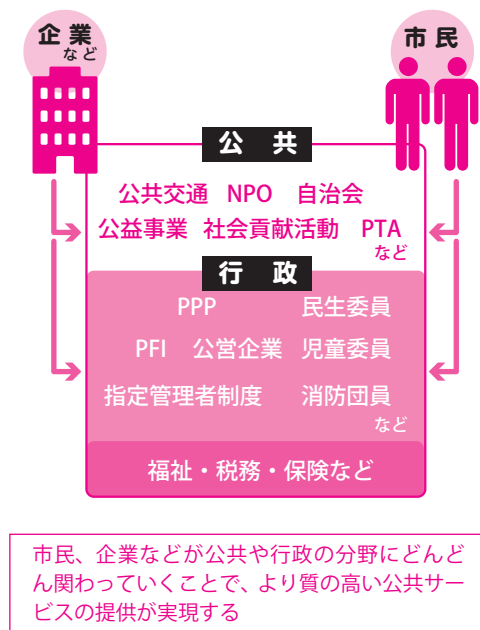 企業
など
市民
公共
公共交通 NPO 自治会
公益事業 社会貢献活動 PTA
など
行政
PPP 民生委員
PFI 公営企業 児童委員
指定管理者制度 消防団員
など
福祉・税務・保険など
市民、企業などが公共や行政の分野にどんど
ん関わっていくことで、より質の高い公共サー
ビスの提供が実現する